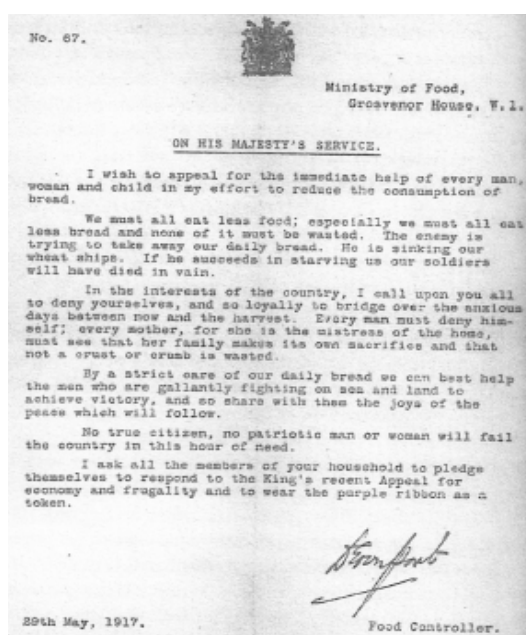 No. 67.
Ministry of Food,
Grosvenor House, W.1.
ON HIS MAJESTY'S SERVICE.
I wish to appeal for the immediate help of every man,
woman and child in my effort to reduce the consumption of
bread.
We must all eat less food; especially we must all eat
less bread and none of it must be wasted. The enemy is
trying to take away our daily bread. He is sinking our
wheat ships. If he succeeds in starving us our soldiers
will have died in vain.
In the interests of the country, I call upon you all
to deny yourselves, and so loyally to bridge over the anxious
days between now and the harvest. Every man must deny him-
self; every mother, for she is the mistress of the home,
must see that her family makes its own sacrifice and that
not a crust or crumb is wasted.
By a strict care of our daily bread we can best help
the men who are gallantly fighting on sea and land to
achieve victory, and so share with them the joys of the
peace which will follow.
No true citizen, no patriotic man or woman will fail
the country in this hour of need.
I ask all the members of your household to pledge
themselves to respond to the King's recent Appeal for
economy and frugality and to wear the purple ribbon as a
token.
Devonport
29th May, 1917.
Food Controller.